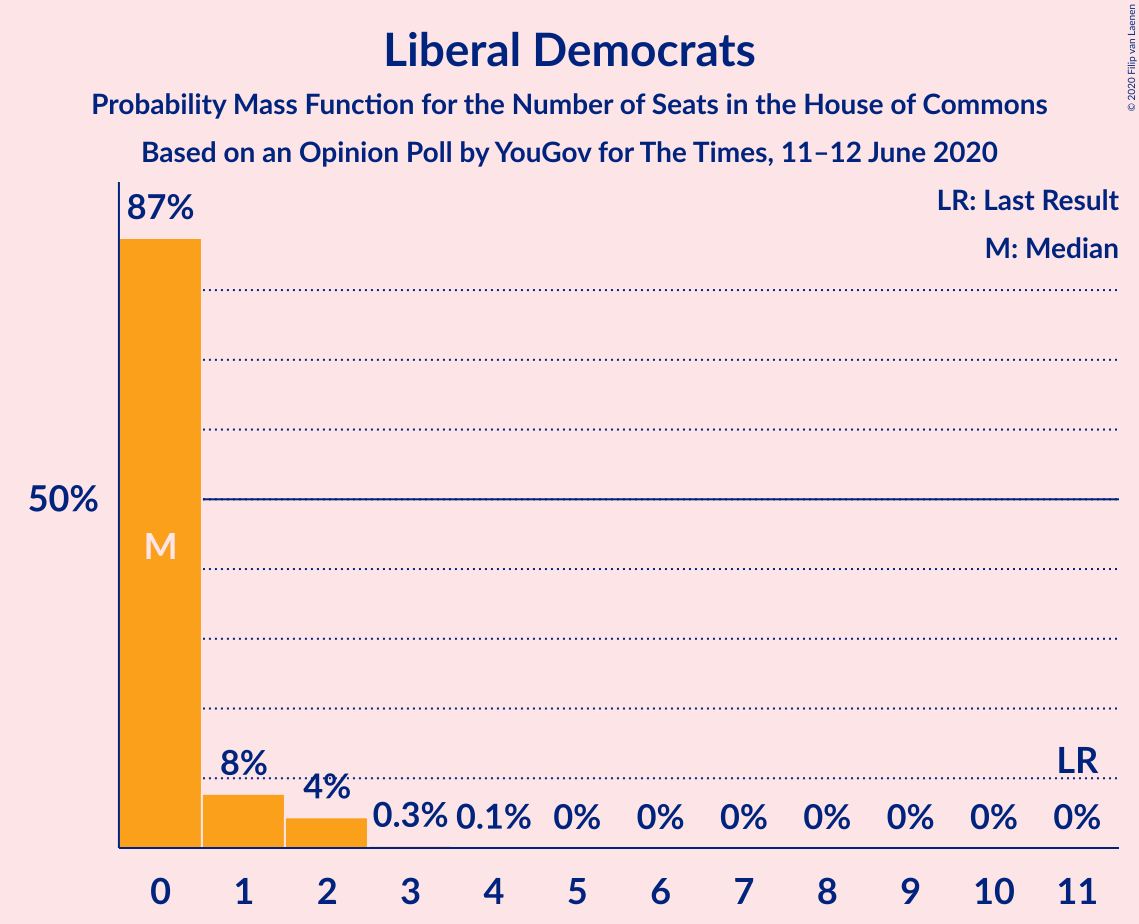 Liberal Democrats
Probability Mass Function for the Number of Seats in the House of Commons
Based on an Opinion Poll by YouGov for The Times, 11–12 June 2020
© 2020 Filip van Laenen
LR: Last Result
M: Median
87%
50%
M
8%
4%
0.3%
0.1%
0%
0%
0%
0%
0%
0%
LR
0%
0 1 2 3 4 5 6 7 8 9 10 11